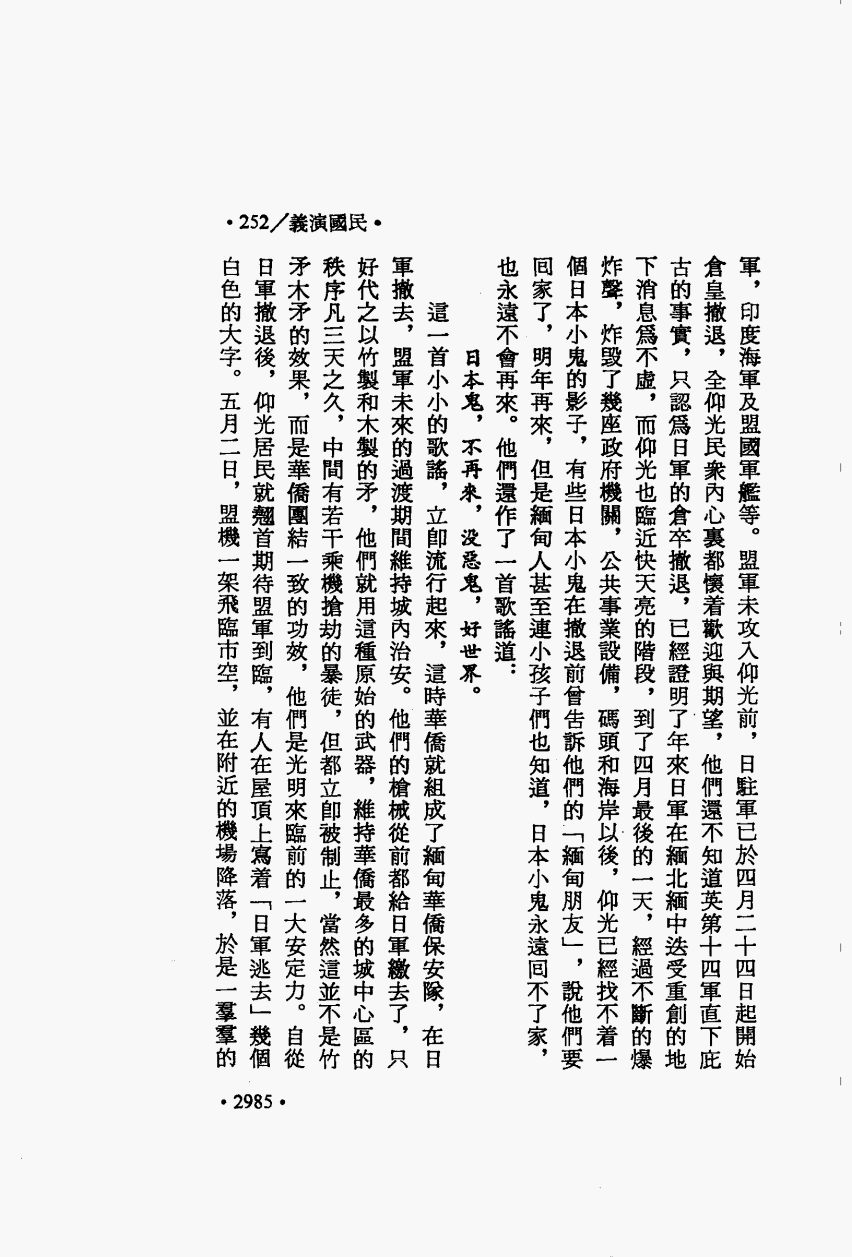 •252／義演國民•
軍，印度海軍及盟國軍艦等。盟軍未攻入仰光前，日駐軍已於四月二十四日起開始
倉皇撤退，全仰光民衆內心裏都懷着歡迎與期望，他們還不知道英第十四軍直下庇
古的事實，只認爲日軍的倉卒撤退，已經證明了年來日軍在緬北緬中迭受重創的地
下消息爲不虛，而仰光也臨近快天亮的階段，到了四月最後的一天，經過不斷的爆
炸聲，炸毀了幾座政府機關，公共事業設備，碼頭和海岸以後，仰光已經找不着一
個日本小鬼的影子，有些日本小鬼在撤退前曾告訴他們的「緬甸朋友」，說他們要
囘家了，明年再來，但是緬甸人甚至連小孩子們也知道，日本小鬼永遠囘不了家，
也永遠不會再來。他們還作了一首歌謠道：
日本鬼，不再來，没惡鬼，好世界。
這一首小小的歌謠，立卽流行起來，這時華僑就組成了緬甸華僑保安隊，在日
軍撤去，盟軍未來的過渡期間維持城內治安。他們的槍械從前都給日軍繳去了，只
好代之以竹製和木製的矛，他們就用這種原始的武器，維持華僑最多的城中心區的
秩序凡三天之久，中間有若干乘機搶劫的暴徒，但都立卽被制止，當然這並不是竹
矛木矛的效果，而是華僑團結一致的功效，他們是光明來臨前的一大安定力。自從
日軍撤退後，仰光居民就翹首期待盟軍到臨，有人在屋頂上寫着「日軍逃去」幾個
白色的大字。五月二日，盟機一架飛臨市空，並在附近的機場降落，於是一羣羣的
•2985•